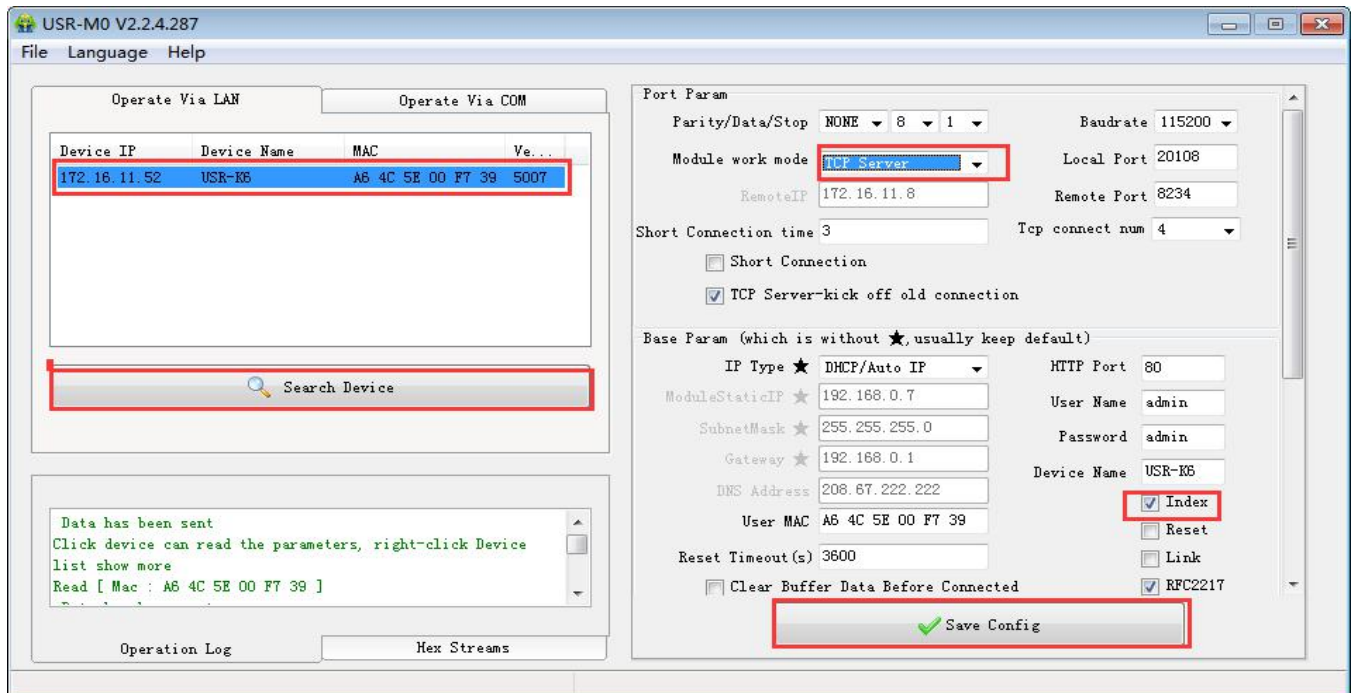 USR-M0 V2.2.4.287
File Language Help
Operate Via LAN Operate Via COM
Device IP Device Name MAC Ve...
172.16.11.52 USR-K6 A6 4C 5E 00 F7 39 5007
Search Device
Data has been sent
Click device can read the parameters, right-click Device
list show more
Read [ Mac : A6 4C 5E 00 F7 39 ]
Operation Log Hex Streams
Port Param
Parity/Data/Stop NONE 8 1 Baudrate 115200
Module work mode TCP Server Local Port 20108
RemoteIP 172.16.11.8 Remote Port 8234
Short Connection time 3 Tcp connect num 4
Short Connection
TCP Server-kick off old connection
Base Param (which is without ★,usually keep default)
IP Type ★ DHCP/Auto IP HTTP Port 80
ModuleStaticIP ★ 192.168.0.7 User Name admin
SubnetMask ★ 255.255.255.0 Password admin
Gateway ★ 192.168.0.1 Device Name USR-K6
DNS Address 208.67.222.222 Index
User MAC A6 4C 5E 00 F7 39 Reset
Reset Timeout(s) 3600 Link
Clear Buffer Data Before Connected RFC2217
Save Config